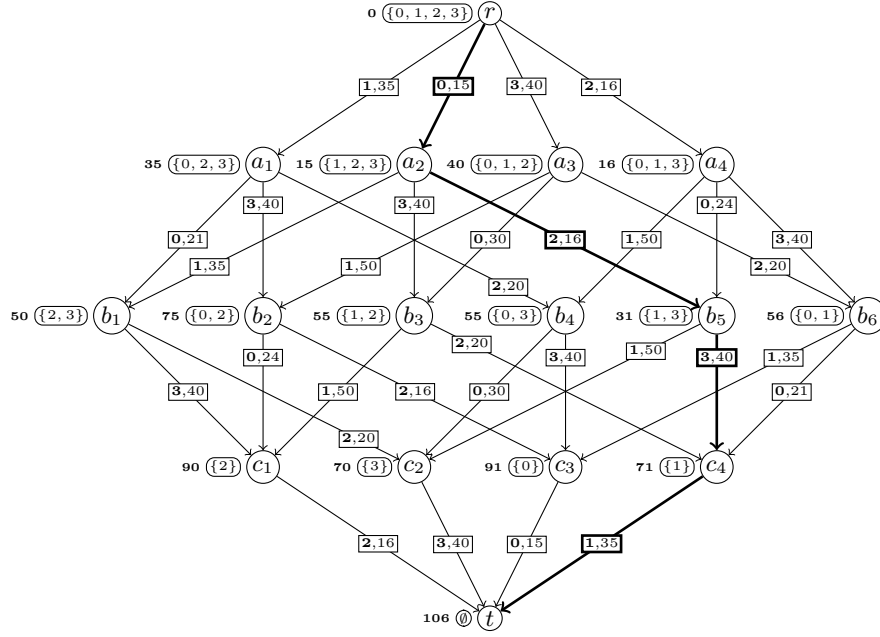 0 {0, 1, 2, 3} r
1,35 0,15 3,40 2,16
35 {0, 2, 3} a1 15 {1, 2, 3} a2 40 {0, 1, 2} a3 16 {0, 1, 3} a4
3,40 3,40 0,24
0,21 0,30 2,16 1,50 3,40
1,35 1,50 2,20
2,20
50 {2, 3} b1 75 {0, 2} b2 55 {1, 2} b3 55 {0, 3} b4 31 {1, 3} b5 56 {0, 1} b6
0,24 2,20 3,40 1,50 3,40 1,35
3,40 1,50 2,16 0,30 0,21
2,20
90 {2} c1 70 {3} c2 91 {0} c3 71 {1} c4
2,16 3,40 0,15 1,35
106 ∅ t